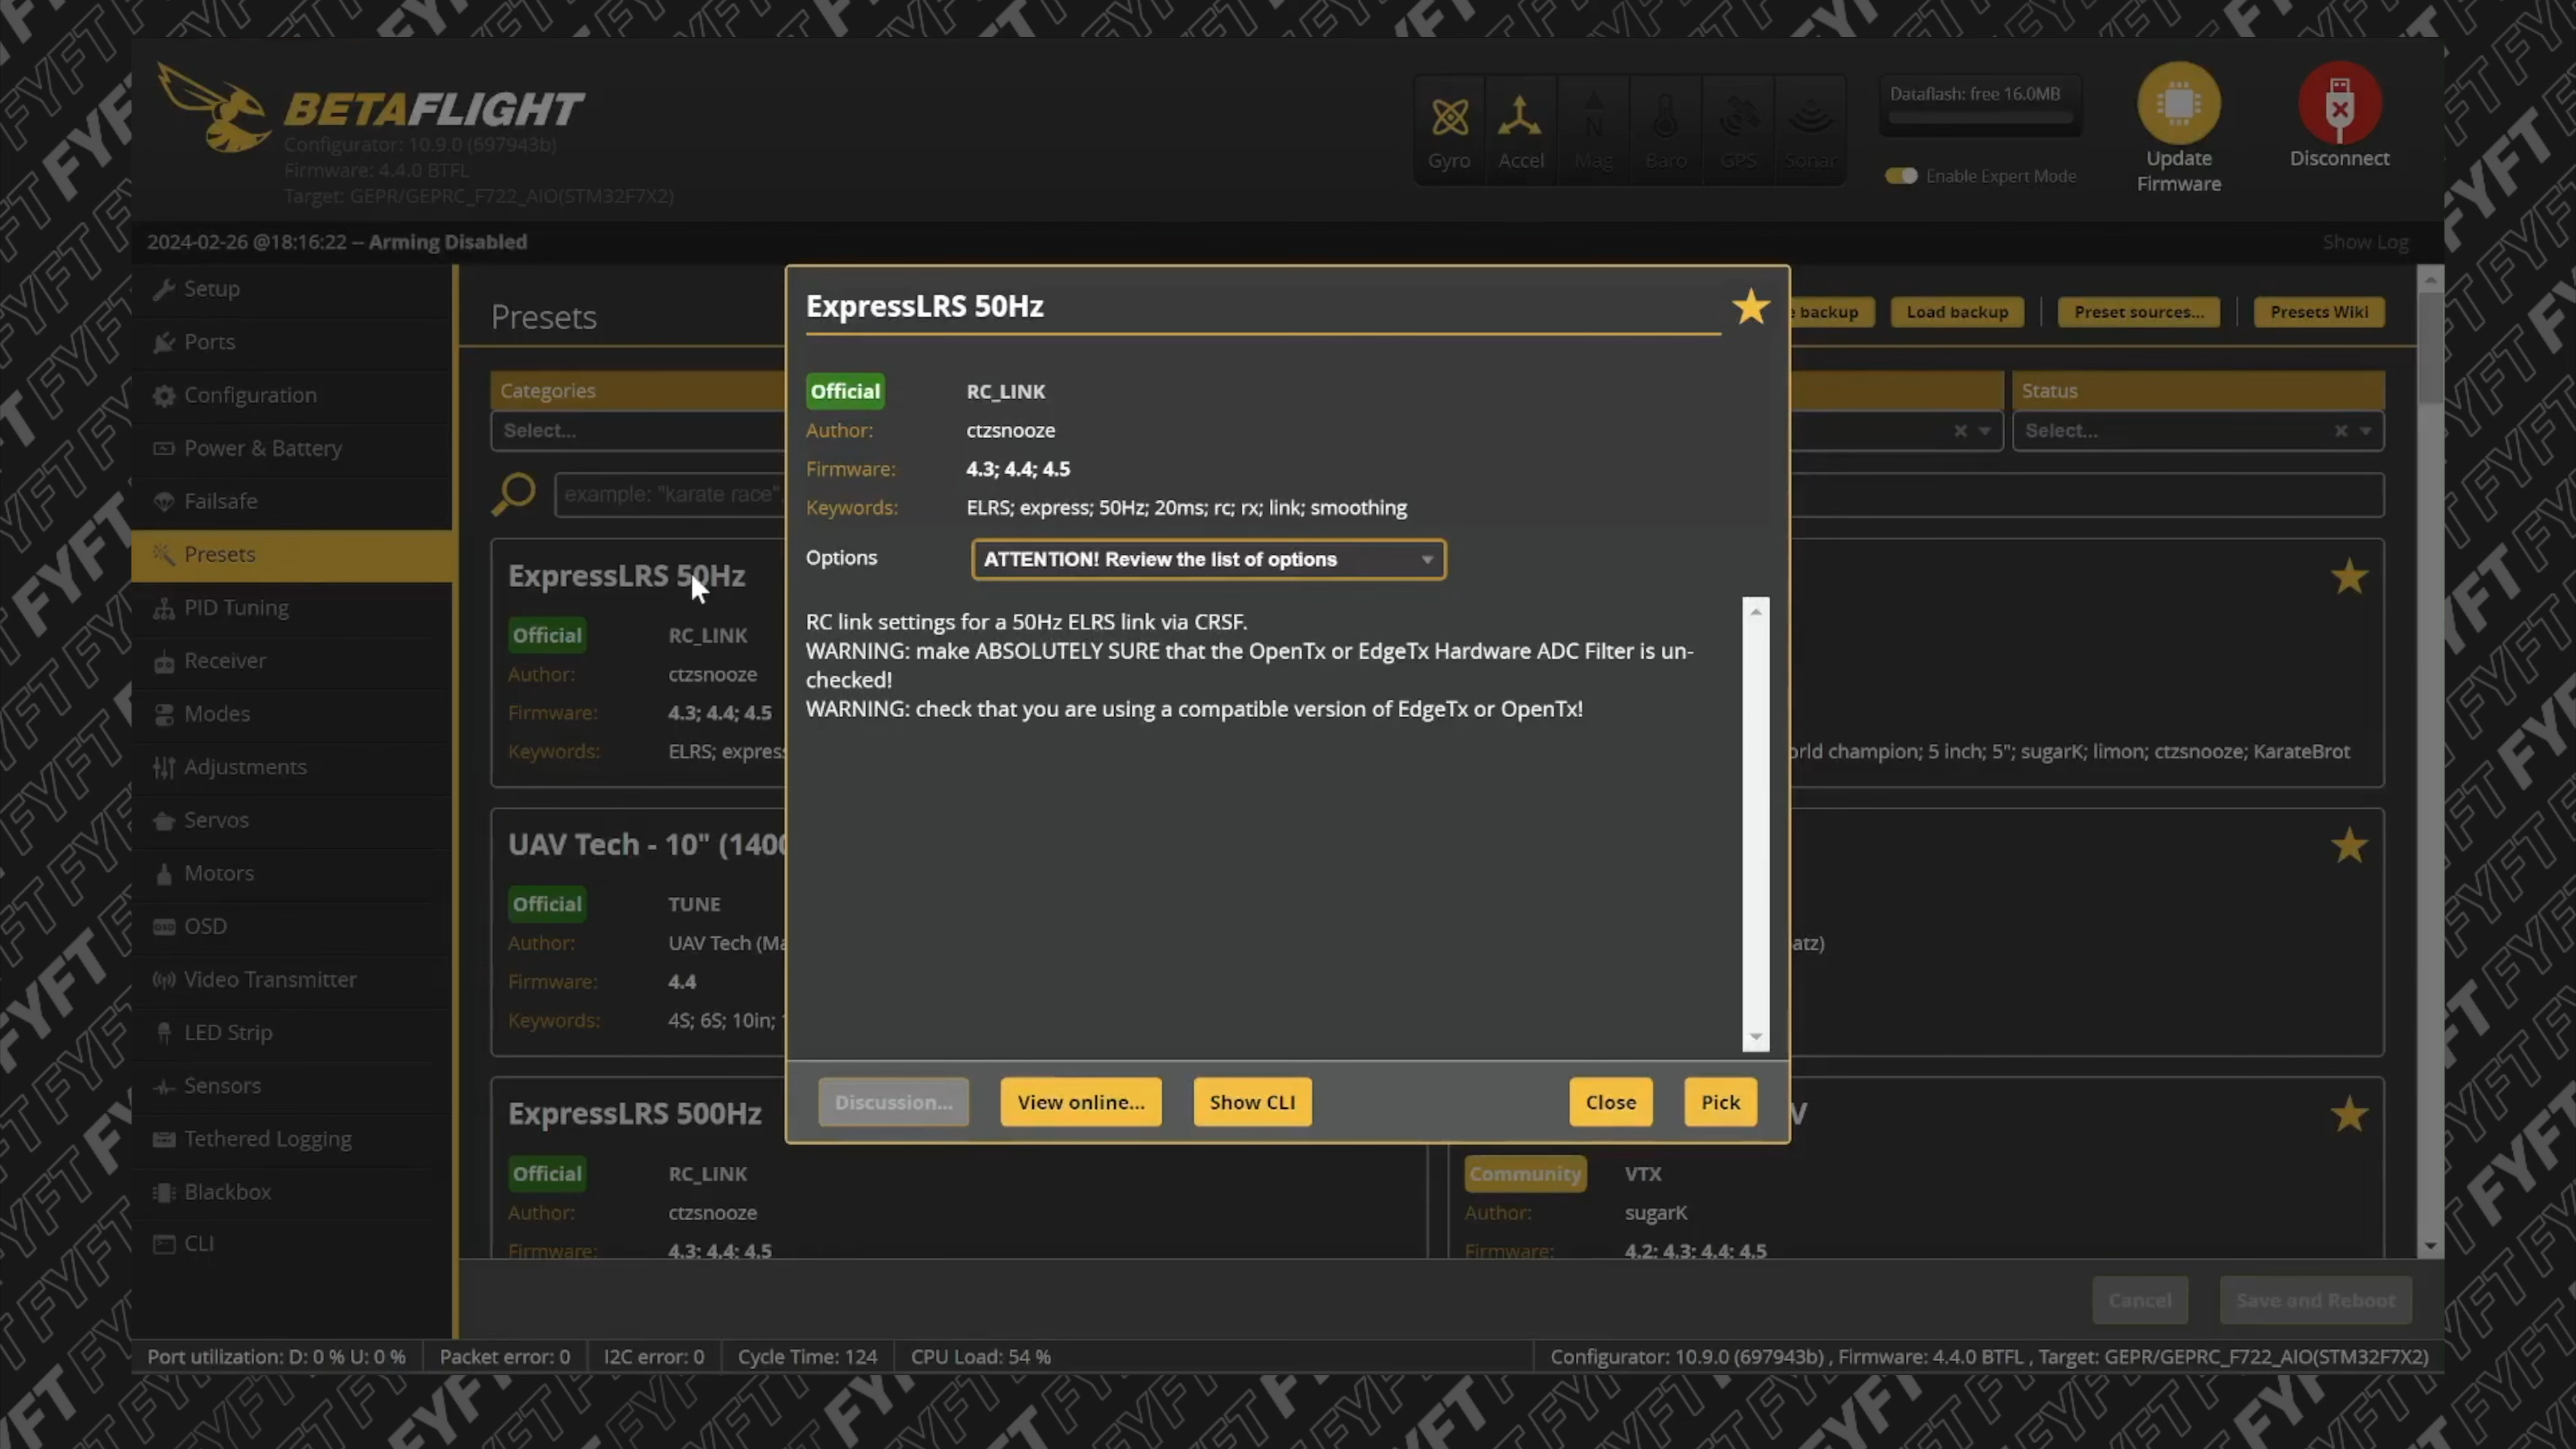 BETAFLIGHT
Configurator: 10.9.0 (697943b)
Firmware: 4.4.0 BTFL
Target: GEPR/GEPRC_F722_AIO(STM32F7X2)
Gyro
Accel
Mag
Baro
GPS
Sonar
Dataflash: free 16.0MB
Enable Expert Mode
Update
Firmware
Disconnect
2024-02-26 @18:16:22 -- Arming Disabled
Show Log
Setup
Ports
Configuration
Power & Battery
Failsafe
Presets
PID Tuning
Receiver
Modes
Adjustments
Servos
Motors
OSD
Video Transmitter
LED Strip
Sensors
Tethered Logging
Blackbox
CLI
Presets
backup
Load backup
Preset sources...
Presets Wiki
Categories
Select...
Status
Select...
example: "karate race"
ExpressLRS 50Hz
Official RC_LINK
Author: ctzsnooze
Firmware: 4.3; 4.4; 4.5
Keywords: ELRS; express
champion; 5 inch; 5"; sugarK; limon; ctzsnooze; KarateBrot
UAV Tech - 10" (140
Official TUNE
Author: UAV Tech (Ma
Firmware: 4.4
Keywords: 4S; 6S; 10in;
atz)
ExpressLRS 500Hz
Official RC_LINK
Author: ctzsnooze
Firmware: 4.3; 4.4; 4.5
Community VTX
Author: sugarK
Firmware: 4.2; 4.3; 4.4; 4.5
ExpressLRS 50Hz
Official RC_LINK
Author: ctzsnooze
Firmware: 4.3; 4.4; 4.5
Keywords: ELRS; express; 50Hz; 20ms; rc; rx; link; smoothing
Options ATTENTION! Review the list of options
RC link settings for a 50Hz ELRS link via CRSF.
WARNING: make ABSOLUTELY SURE that the OpenTx or EdgeTx Hardware ADC Filter is un-
checked!
WARNING: check that you are using a compatible version of EdgeTx or OpenTx!
Discussion...
View online...
Show CLI
Close
Pick
Cancel
Save and Reboot
Port utilization: D: 0 % U: 0 %
Packet error: 0
I2C error: 0
Cycle Time: 124
CPU Load: 54 %
Configurator: 10.9.0 (697943b) , Firmware: 4.4.0 BTFL , Target: GEPR/GEPRC_F722_AIO(STM32F7X2)
FYFT